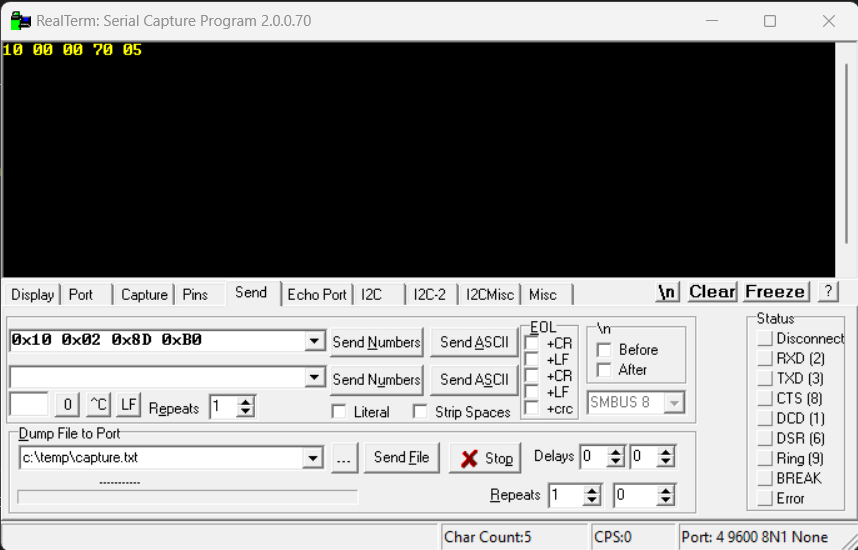 RealTerm: Serial Capture Program 2.0.0.70
10 00 00 70 05
Display Port Capture Pins Send Echo Port I2C I2C-2 I2CMisc Misc \n Clear Freeze ?
0x10 0x02 0x8D 0xB0 Send Numbers Send ASCII
Send Numbers Send ASCII
0 ^C LF Repeats 1 Literal Strip Spaces
EOL
+CR
+LF
+CR
+LF
+crc
\n
Before
After
SMBUS 8
Dump File to Port
c:\temp\capture.txt ... Send File Stop Delays 0 0
-----------
Repeats 1 0
Status
Disconnect
RXD (2)
TXD (3)
CTS (8)
DCD (1)
DSR (6)
Ring (9)
BREAK
Error
Char Count:5 CPS:0 Port: 4 9600 8N1 None